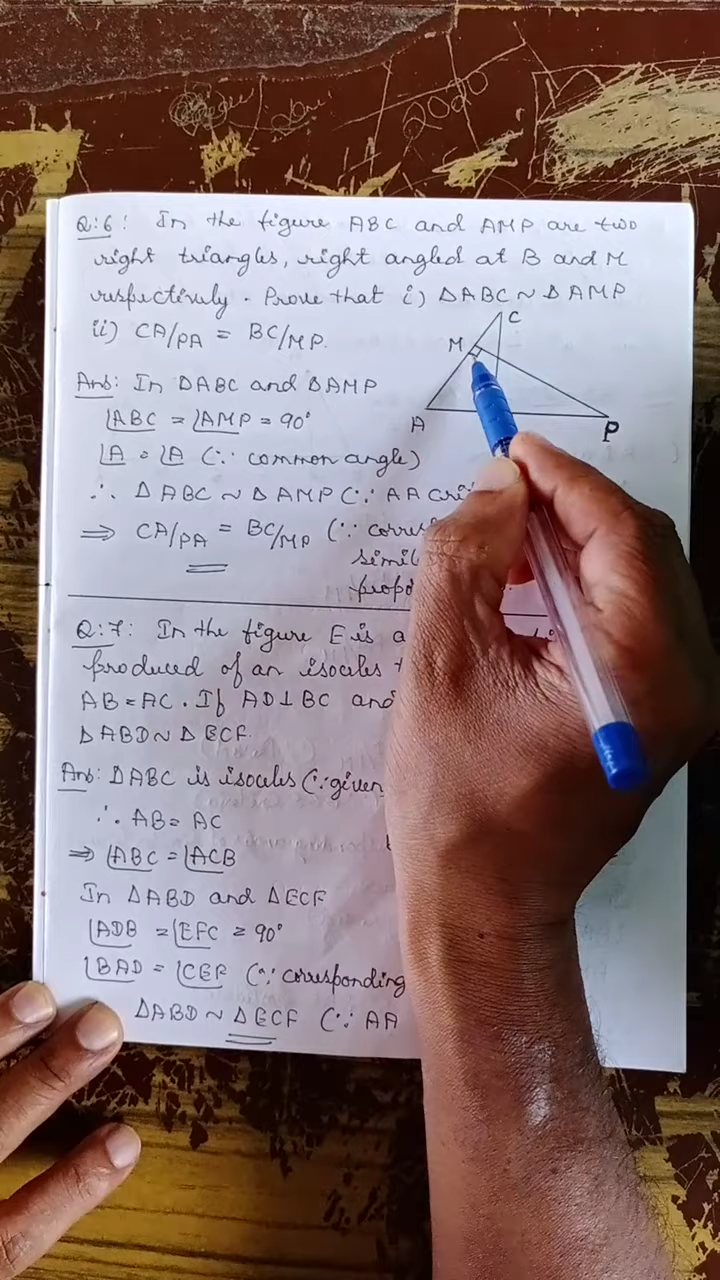 2020
Q:6: In the figure ABC and AMP are two
right triangles, right angled at B and M
respectively. Prove that i) ΔABC ~ ΔAMP
ii) CA/PA = BC/MP.
C
M
A
P
Ans: In ΔABC and ΔAMP
∠ABC = ∠AMP = 90°
∠A = ∠A (∵ common angle)
∴ ΔABC ~ ΔAMP (∵ AA
⇒ CA/PA = BC/MP (∵
Q:7: In the figure E is a
produced of an isoceles
AB = AC. If AD⊥BC and
ΔABD ~ ΔECF.
Ans: ΔABC is isoceles (∵ given
∴ AB = AC
⇒ ∠ABC = ∠ACB
In ΔABD and ΔECF
∠ADB = ∠EFC = 90°
∠BAD = ∠CEF (∵ corresponding
ΔABD ~ ΔECF (∵ AA